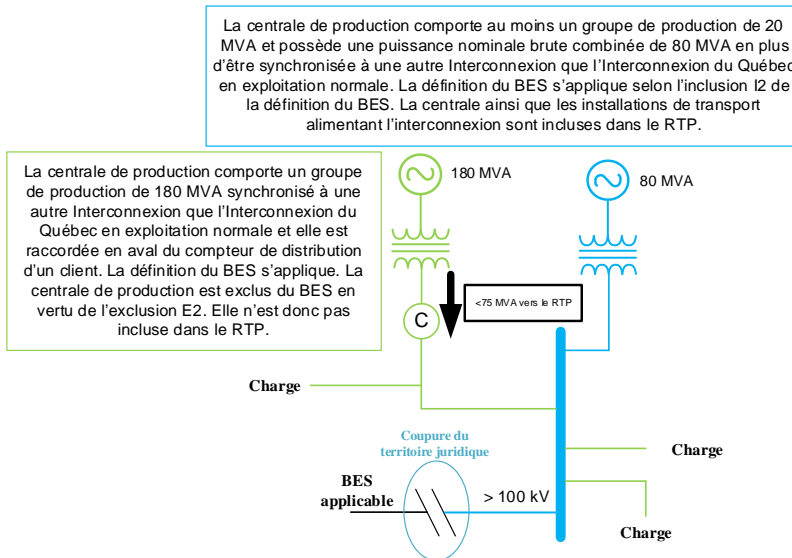 La centrale de production comporte au moins un groupe de production de 20
MVA et possède une puissance nominale brute combinée de 80 MVA en plus
d'être synchronisée à une autre Interconnexion que l'Interconnexion du Québec
en exploitation normale. La définition du BES s'applique selon l'inclusion I2 de
la définition du BES. La centrale ainsi que les installations de transport
alimentant l'interconnexion sont incluses dans le RTP.
La centrale de production comporte un groupe
de production de 180 MVA synchronisé à une
autre Interconnexion que l'Interconnexion du
Québec en exploitation normale et elle est
raccordée en aval du compteur de distribution
d'un client. La définition du BES s'applique. La
centrale de production est exclus du BES en
vertu de l'exclusion E2. Elle n'est donc pas
incluse dans le RTP.
180 MVA
80 MVA
<75 MVA vers le RTP
C
Charge
Coupure du
territoire juridique
Charge
BES
applicable
> 100 kV
Charge